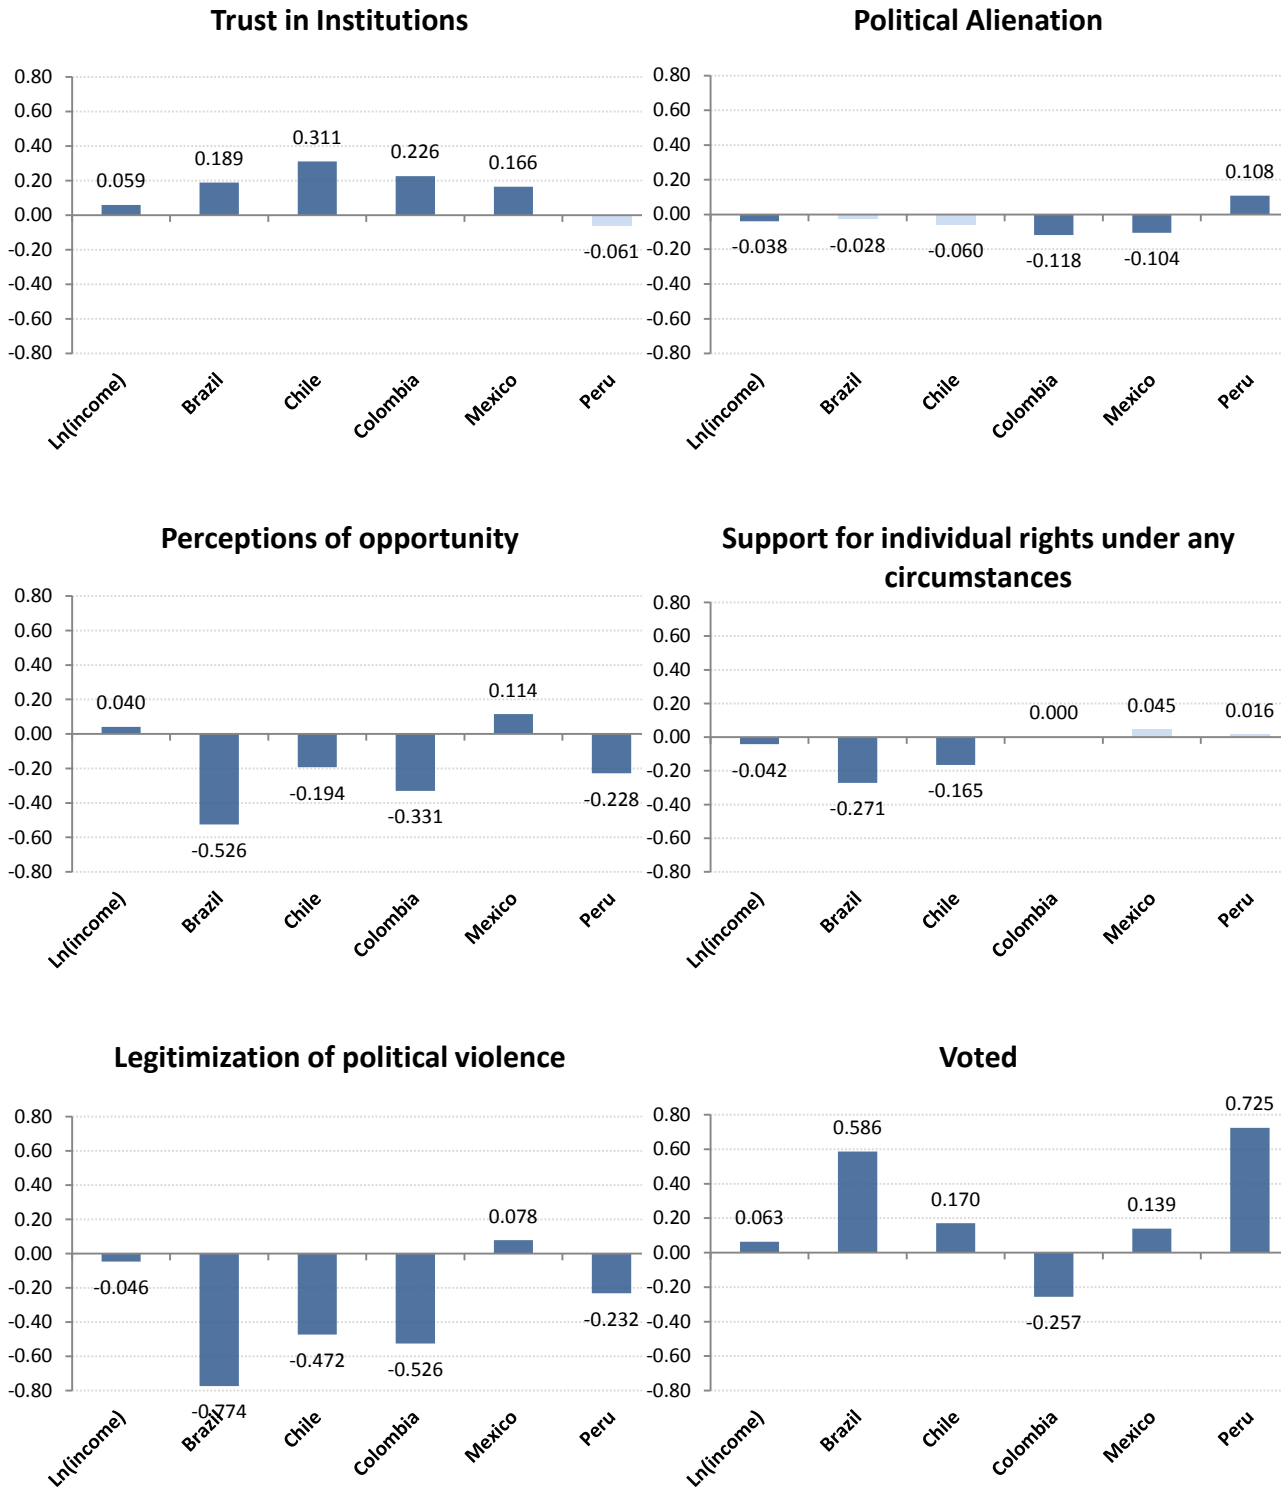 Trust in Institutions
0.80
0.60
0.40
0.20
0.00
-0.20
-0.40
-0.60
-0.80
0.059
0.189
0.311
0.226
0.166
-0.061
Ln(income)
Brazil
Chile
Colombia
Mexico
Peru
Political Alienation
0.80
0.60
0.40
0.20
0.00
-0.20
-0.40
-0.60
-0.80
-0.038
-0.028
-0.060
-0.118
-0.104
0.108
Ln(income)
Brazil
Chile
Colombia
Mexico
Peru
Perceptions of opportunity
0.80
0.60
0.40
0.20
0.00
-0.20
-0.40
-0.60
-0.80
0.040
-0.526
-0.194
-0.331
0.114
-0.228
Ln(income)
Brazil
Chile
Colombia
Mexico
Peru
Support for individual rights under any
circumstances
0.80
0.60
0.40
0.20
0.00
-0.20
-0.40
-0.60
-0.80
-0.042
-0.271
-0.165
0.000
0.045
0.016
Ln(income)
Brazil
Chile
Colombia
Mexico
Peru
Legitimization of political violence
0.80
0.60
0.40
0.20
0.00
-0.20
-0.40
-0.60
-0.80
-0.046
-0.774
-0.472
-0.526
0.078
-0.232
Ln(income)
Brazil
Chile
Colombia
Mexico
Peru
Voted
0.80
0.60
0.40
0.20
0.00
-0.20
-0.40
-0.60
-0.80
0.063
0.586
0.170
-0.257
0.139
0.725
Ln(income)
Brazil
Chile
Colombia
Mexico
Peru